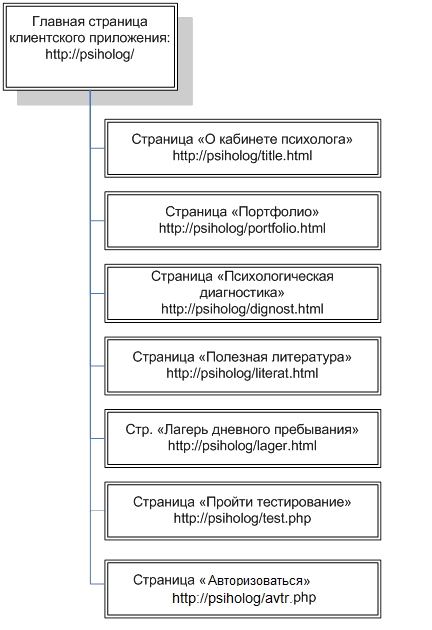 Главная страница
клиентского приложения:
http://psiholog/
Страница «О кабинете психолога»
http://psiholog/title.html
Страница «Портфолио»
http://psiholog/portfolio.html
Страница «Психологическая
диагностика»
http://psiholog/dignost.html
Страница «Полезная литература»
http://psiholog/literat.html
Стр. «Лагерь дневного пребывания»
http://psiholog/lager.html
Страница «Пройти тестирование»
http://psiholog/test.php
Страница «Авторизоваться»
http://psiholog/avtr.php